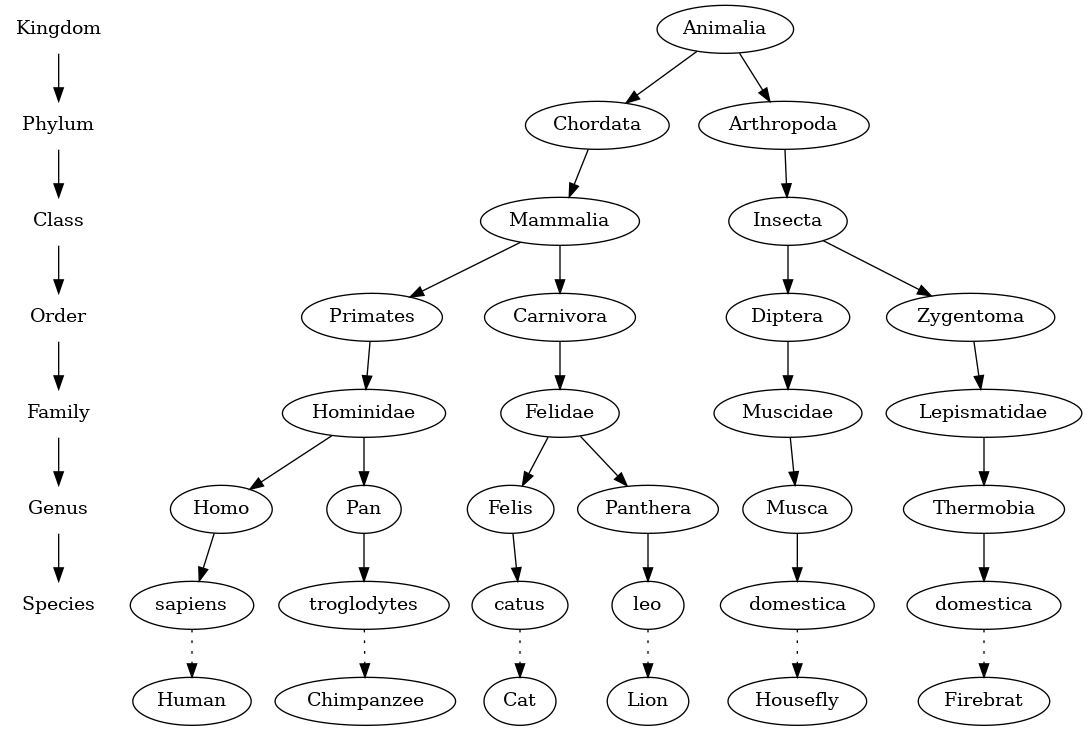 Kingdom
Animalia
Phylum
Chordata
Arthropoda
Class
Mammalia
Insecta
Order
Primates
Carnivora
Diptera
Zygentoma
Family
Hominidae
Felidae
Muscidae
Lepismatidae
Genus
Homo
Pan
Felis
Panthera
Musca
Thermobia
Species
sapiens
troglodytes
catus
leo
domestica
domestica
Human
Chimpanzee
Cat
Lion
Housefly
Firebrat